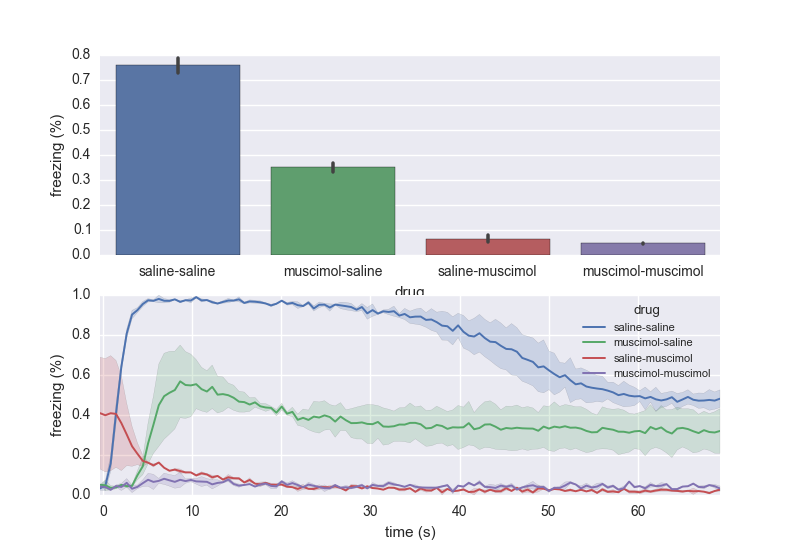 freezing (%)
0.8
0.7
0.6
0.5
0.4
0.3
0.2
0.1
0.0
saline-saline muscimol-saline saline-muscimol muscimol-muscimol
drug
freezing (%)
1.0
0.8
0.6
0.4
0.2
0.0
drug
saline-saline
muscimol-saline
saline-muscimol
muscimol-muscimol
0 10 20 30 40 50 60
time (s)